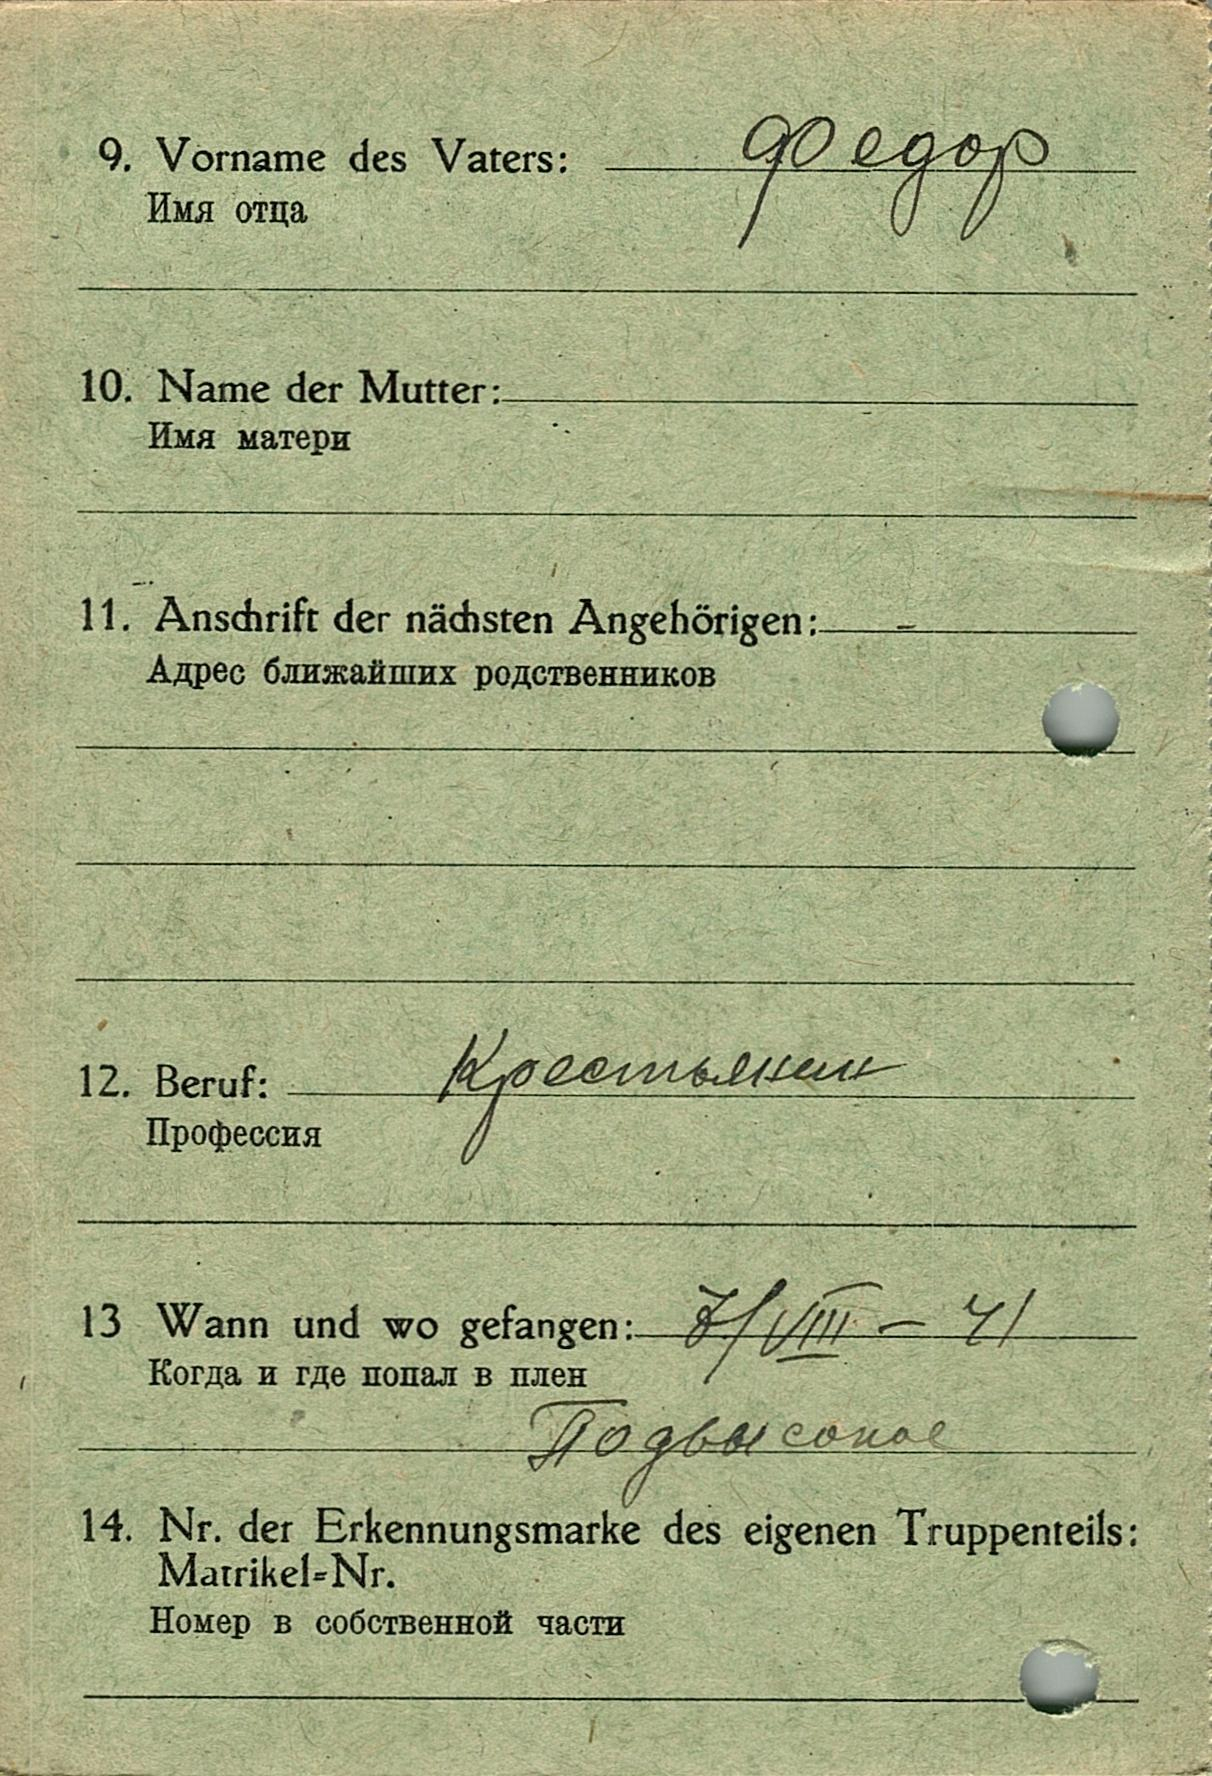 9. Vorname des Vaters: Федор
Имя отца
10. Name der Mutter:
Имя матери
11. Anschrift der nächsten Angehörigen: -
Адрес ближайших родственников
12. Beruf: Крестьянин
Профессия
13 Wann und wo gefangen: 7/VIII – 41
Когда и где попал в плен
Подвысокое
14. Nr. der Erkennungsmarke des eigenen Truppenteils:
Matrikel-Nr.
Номер в собственной части